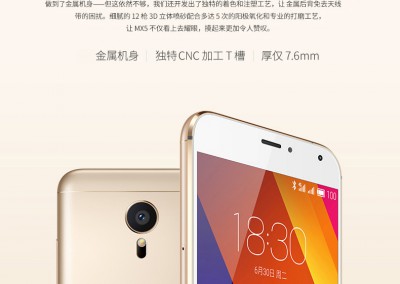 做到了金属机身——但这依然不够。我们还开发出了独特的着色和注塑工艺，让 金属后背免去天线
带的困扰。细腻的 12 枪 3D 立体喷砂配合多达 5 次的阳极氧化和专业的打磨工艺，
让 MX5 不仅看上去耀眼，摸起来更加令人赞叹。
金属机身 | 独特 CNC 加工 T 槽 | 厚仅 7.6mm
100
18:30
6月30日 周二